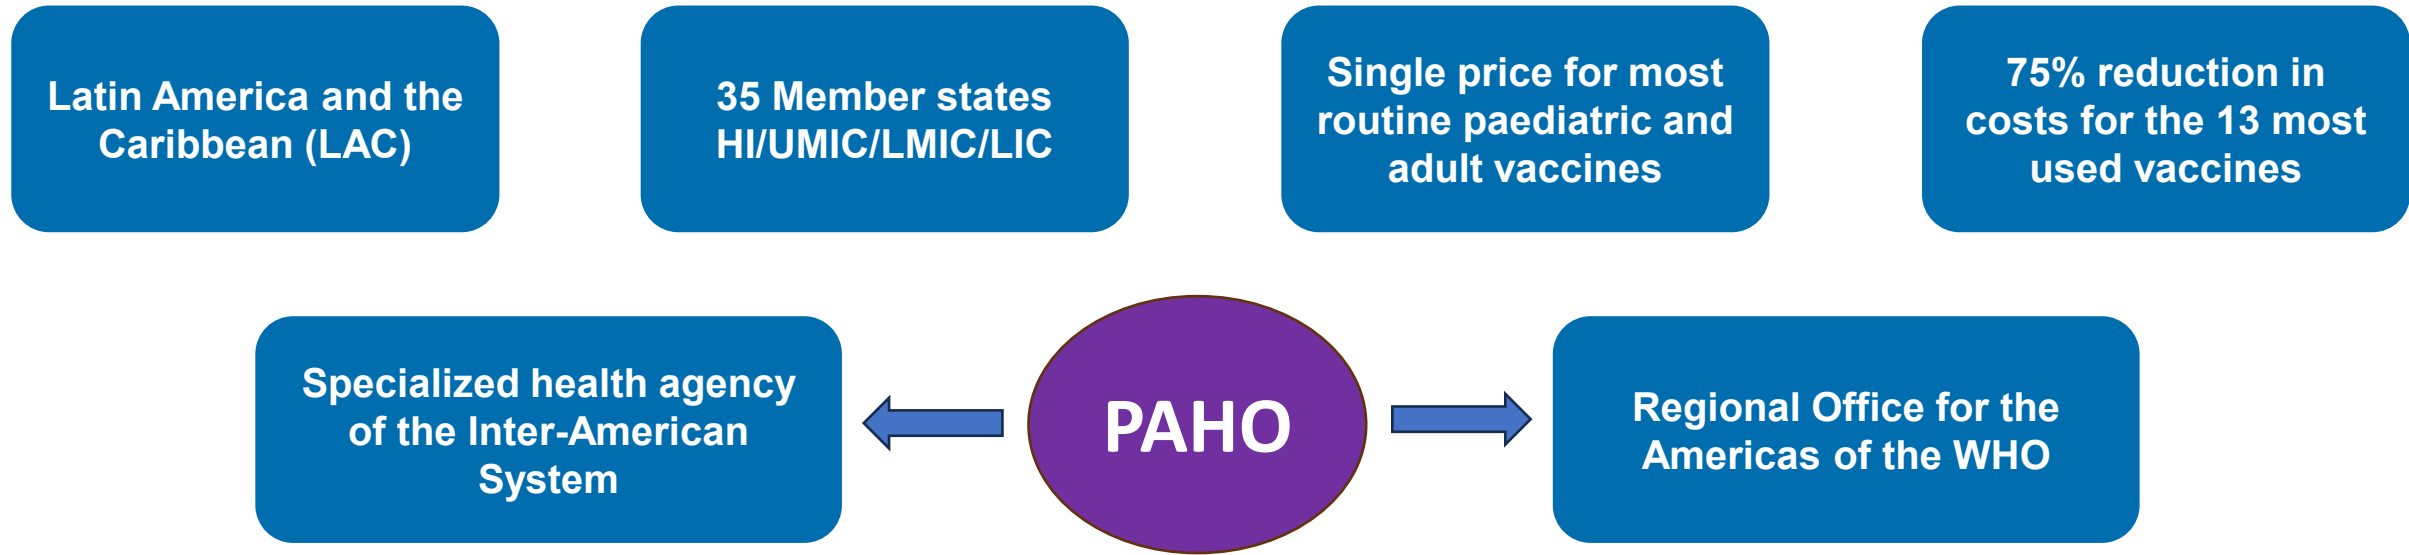 Latin America and the
Caribbean (LAC)
35 Member states
HI/UMIC/LMIC/LIC
Single price for most
routine paediatric and
adult vaccines
75% reduction in
costs for the 13 most
used vaccines
Specialized health agency
of the Inter-American
System
PAHO
Regional Office for the
Americas of the WHO